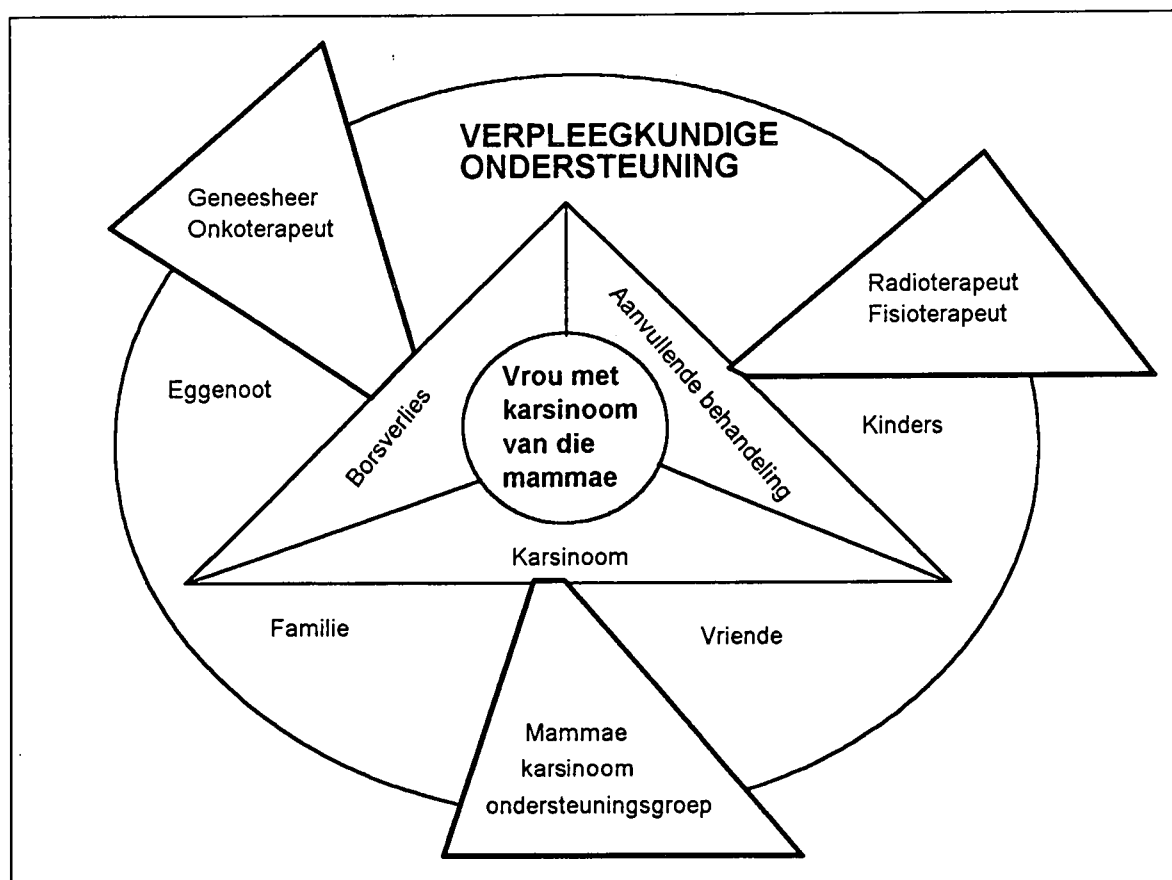 VERPLEEGKUNDIGE
ONDERSTEUNING
Geneesheer
Onkoterapeut
Radioterapeut
Fisioterapeut
Eggenoot
Borsverlies
Vrou met
karsinoom
van die
mammae
Aanvullende behandeling
Kinders
Karsinoom
Familie
Vriende
Mammae
karsinoom
ondersteuningsgroep